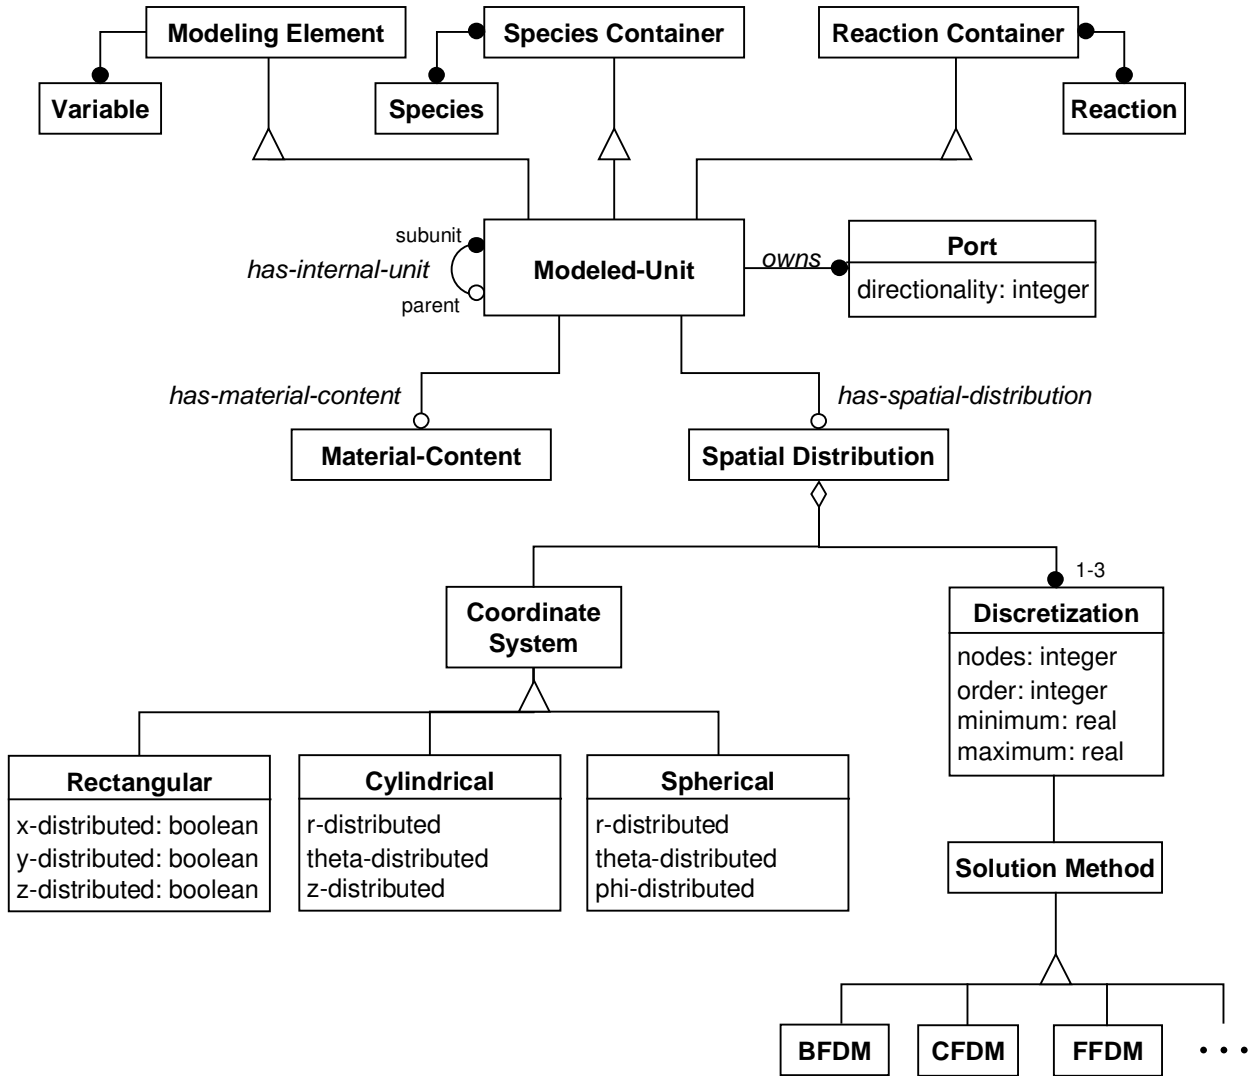 Modeling Element
Species Container
Reaction Container
Variable
Species
Reaction
subunit
has-internal-unit
parent
Modeled-Unit
owns
Port
directionality: integer
has-material-content
has-spatial-distribution
Material-Content
Spatial Distribution
1-3
Coordinate
System
Discretization
nodes: integer
order: integer
minimum: real
maximum: real
Rectangular
x-distributed: boolean
y-distributed: boolean
z-distributed: boolean
Cylindrical
r-distributed
theta-distributed
z-distributed
Spherical
r-distributed
theta-distributed
phi-distributed
Solution Method
BFDM
CFDM
FFDM
• • •